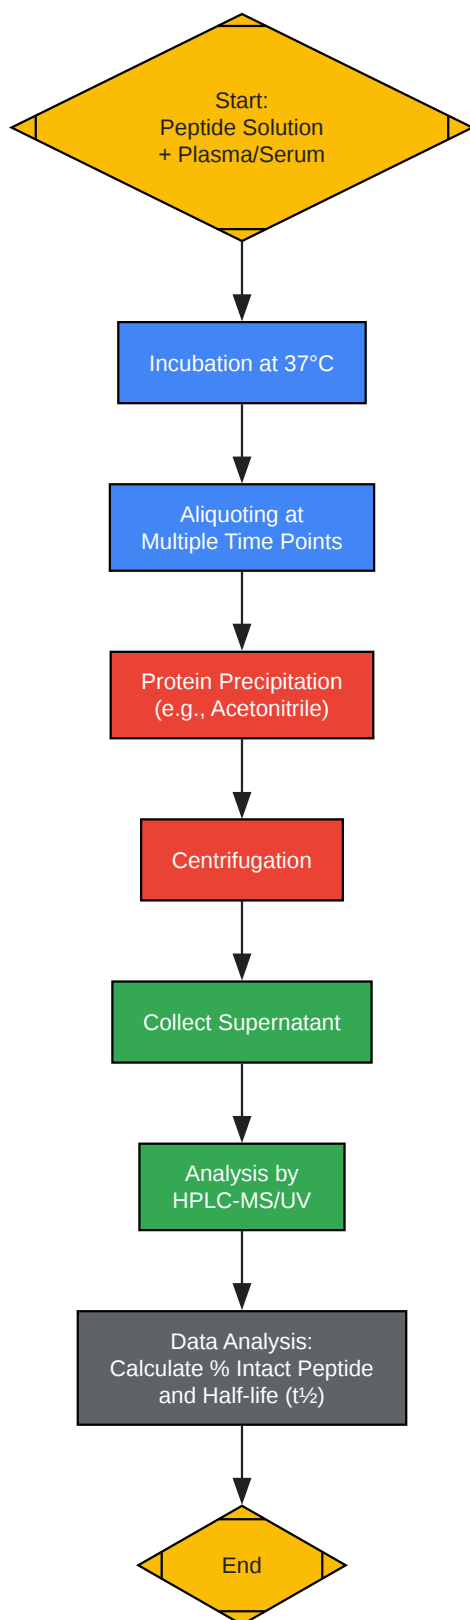 Start:
Peptide Solution
+ Plasma/Serum
Incubation at 37°C
Aliquoting at
Multiple Time Points
Protein Precipitation
(e.g., Acetonitrile)
Centrifugation
Collect Supernatant
Analysis by
HPLC-MS/UV
Data Analysis:
Calculate % Intact Peptide
and Half-life (t½)
End